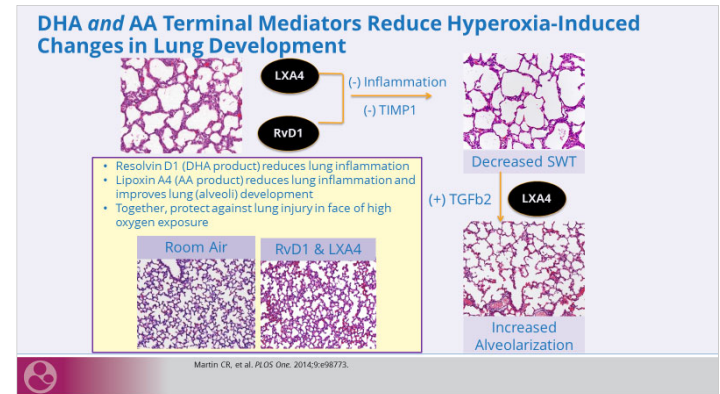 DHA and AA Terminal Mediators Reduce Hyperoxia-Induced
Changes in Lung Development
LXA4
RvD1
(-) Inflammation
(-) TIMP1
Decreased SWT
• Resolvin D1 (DHA product) reduces lung inflammation
• Lipoxin A4 (AA product) reduces lung inflammation and
improves lung (alveoli) development
• Together, protect against lung injury in face of high
oxygen exposure
Room Air
RvD1 & LXA4
(+) TGFb2
LXA4
Increased
Alveolarization
Martin CR, et al. PLOS One. 2014;9:e98773.